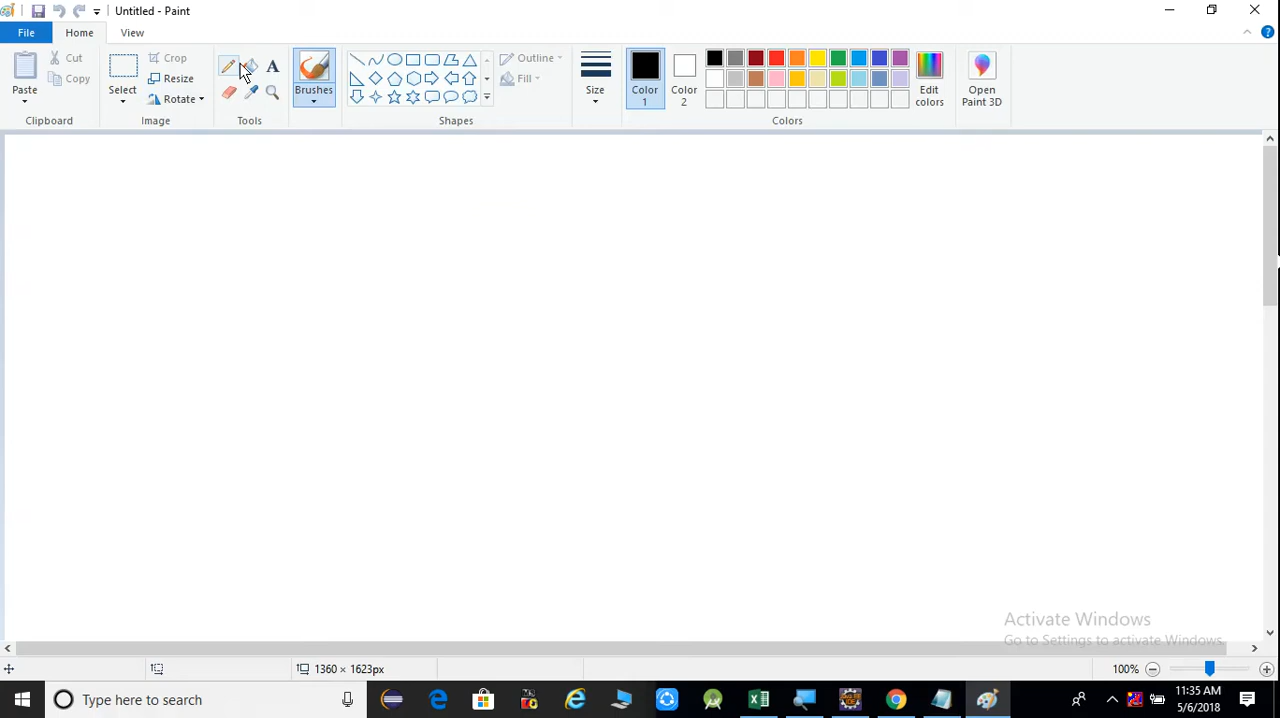 Untitled - Paint
File Home View
Paste
Cut
Copy
Clipboard
Select
Crop
Resize
Rotate
Image
A
Tools
Brushes
Shapes
Outline
Fill
Size
Color 1
Color 2
Colors
Edit colors
Open Paint 3D
Activate Windows
Go to Settings to activate Windows.
1360 × 1623px
100%
Type here to search
11:35 AM
5/6/2018